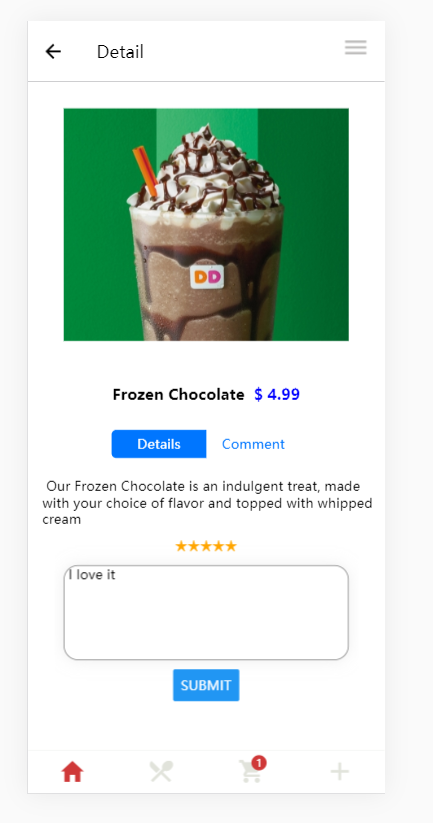 Detail
DD
Frozen Chocolate $ 4.99
Details Comment
Our Frozen Chocolate is an indulgent treat, made
with your choice of flavor and topped with whipped
cream
I love it
SUBMIT
1